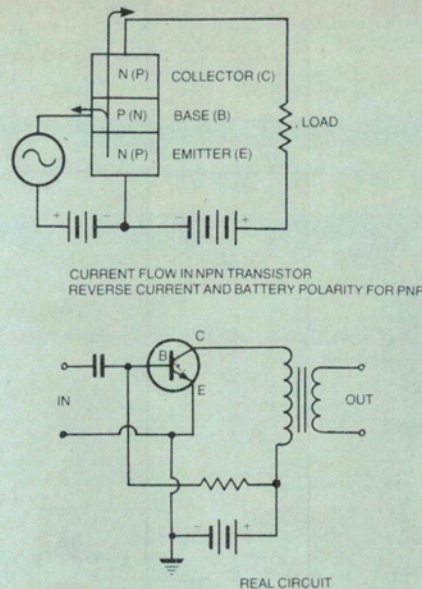 N (P) COLLECTOR (C)
P (N) BASE (B)
N (P) EMITTER (E)
LOAD
+ - - +
CURRENT FLOW IN NPN TRANSISTOR
REVERSE CURRENT AND BATTERY POLARITY FOR PNP
C
B
E
IN
OUT
- +
REAL CIRCUIT